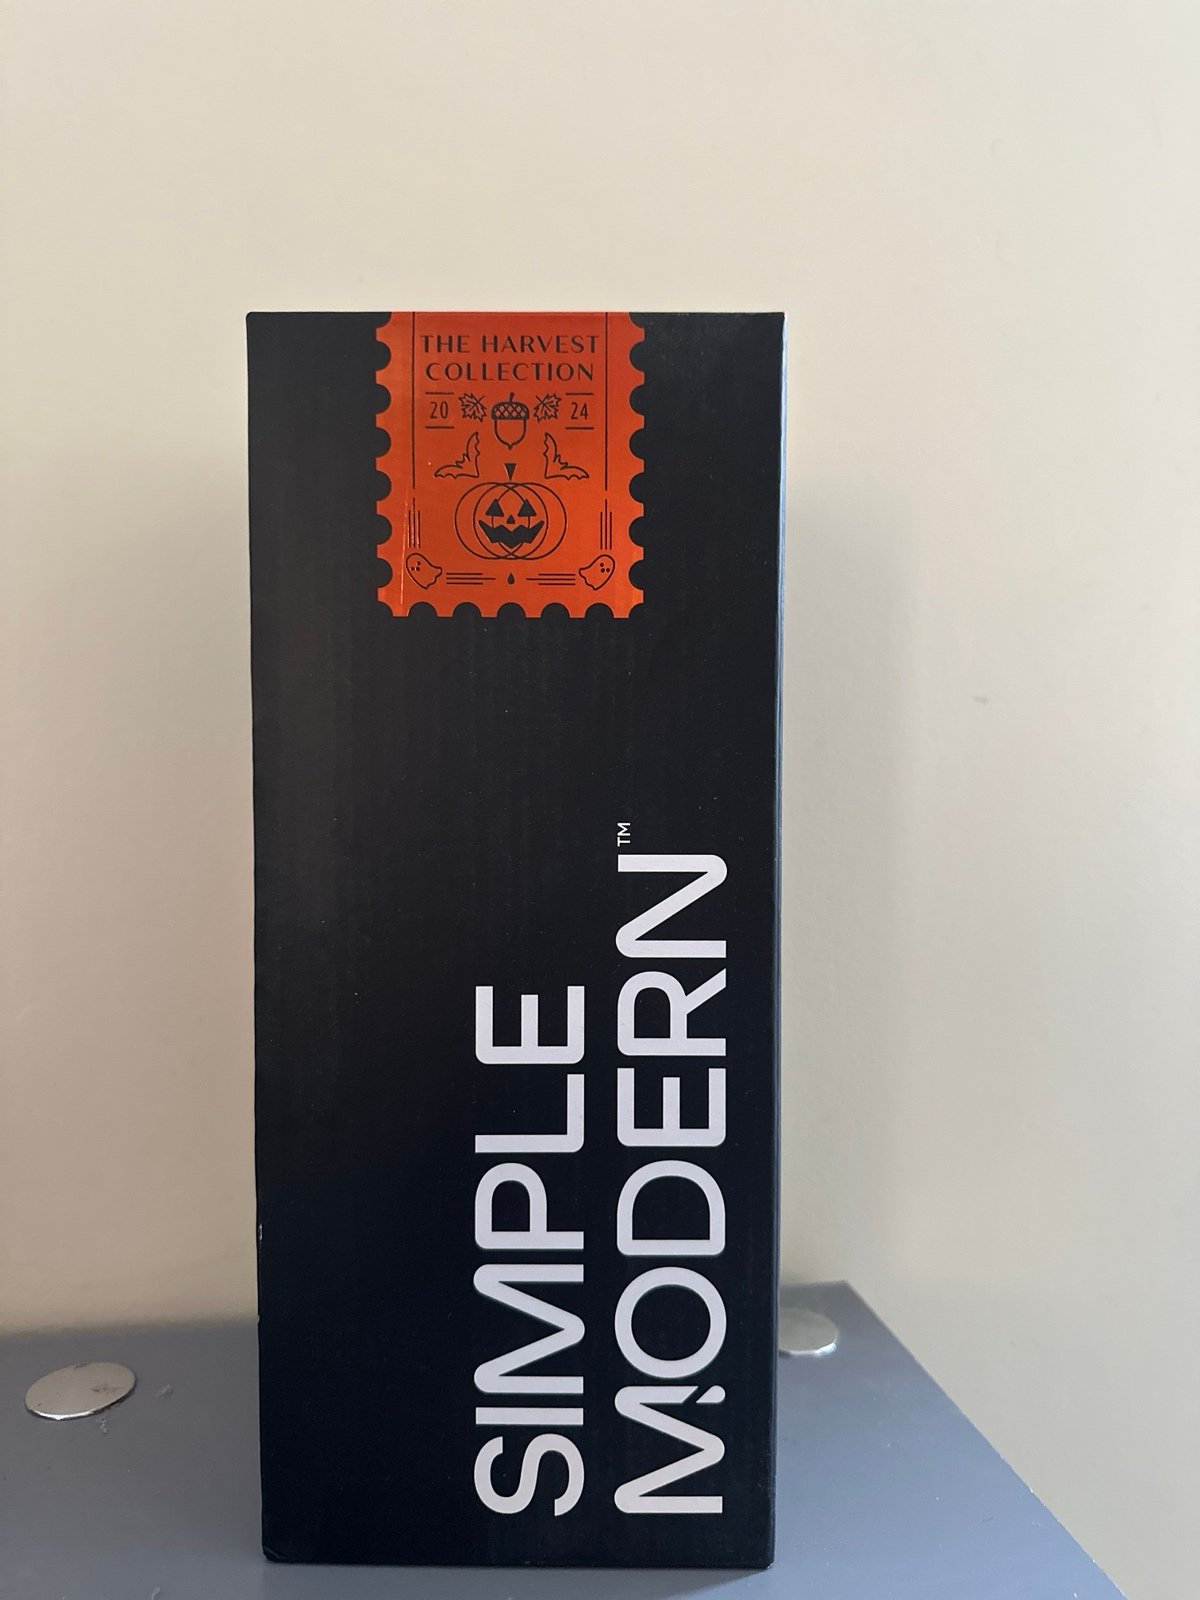 THE HARVEST
COLLECTION
20 24
SIMPLE
MODERN™